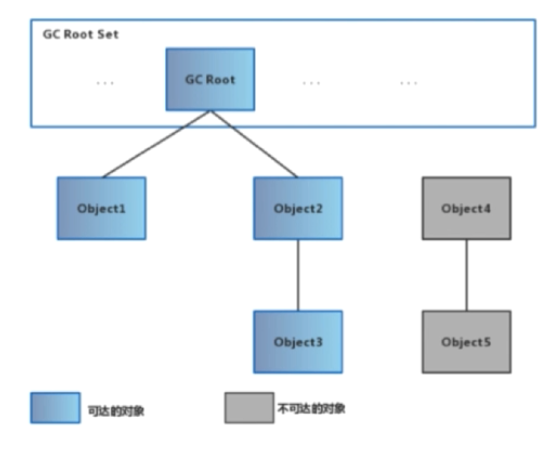 GC Root Set
... GC Root ... ...
Object1 Object2 Object4
Object3 Object5
可达的对象 不可达的对象